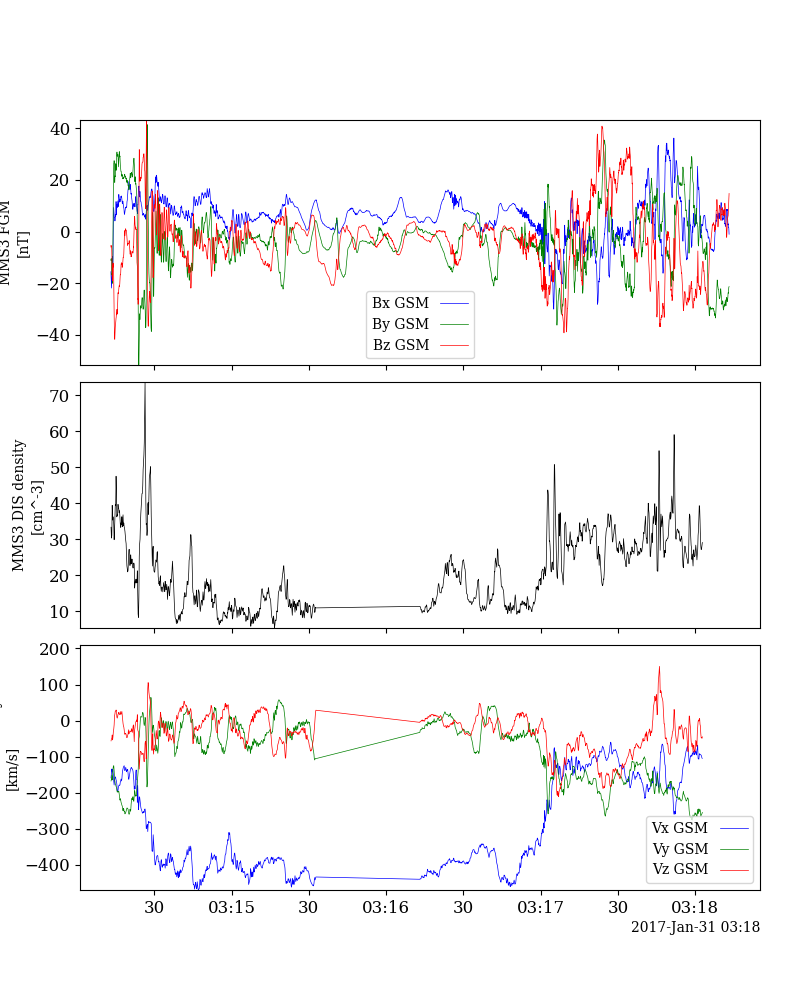 40
20
0
−20
−40
MMS3 FGM
[nT]
Bx GSM
By GSM
Bz GSM
70
60
50
40
30
20
10
MMS3 DIS density
[cm^-3]
200
100
0
−100
−200
−300
−400
[km/s]
Vx GSM
Vy GSM
Vz GSM
30 03:15 30 03:16 30 03:17 30 03:18
2017-Jan-31 03:18